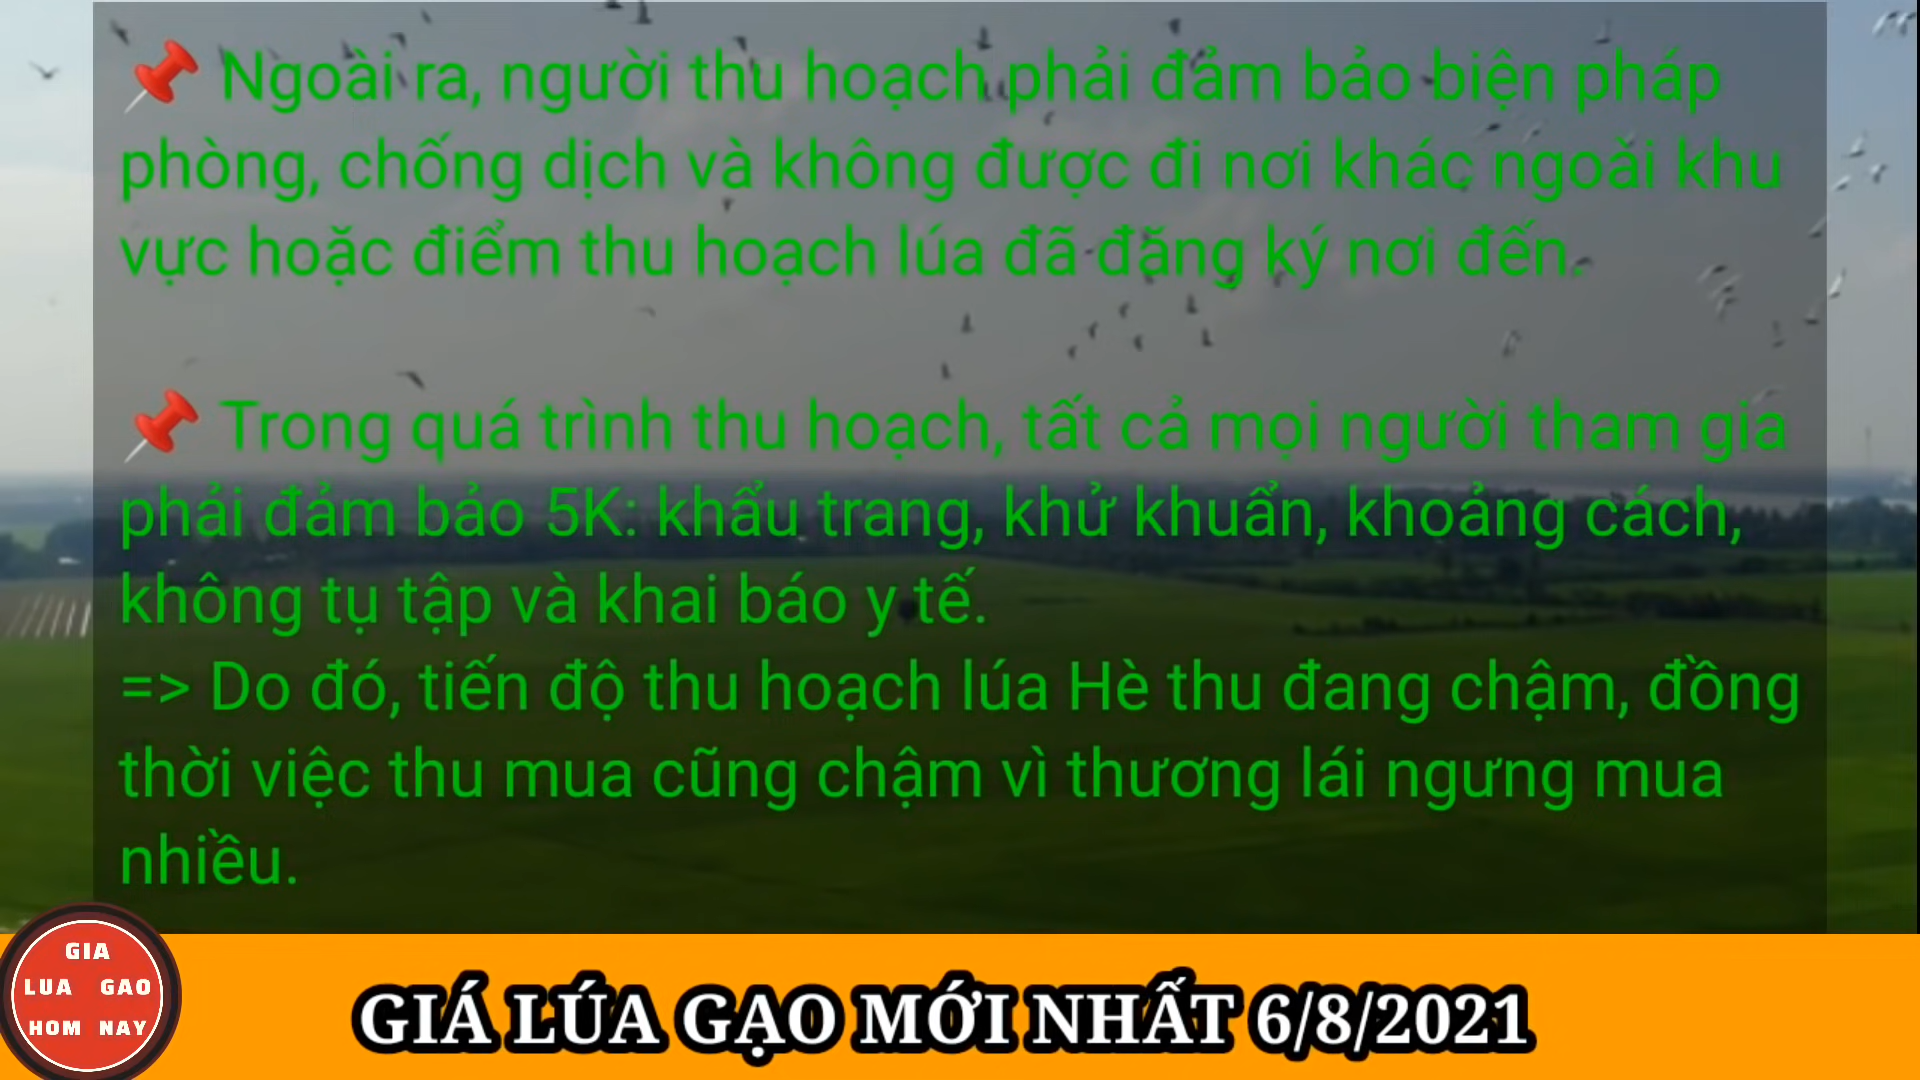 Ngoài ra, người thu hoạch phải đảm bảo biện pháp
phòng, chống dịch và không được đi nơi khác ngoài khu
vực hoặc điểm thu hoạch lúa đã đăng ký nơi đến.
Trong quá trình thu hoạch, tất cả mọi người tham gia
phải đảm bảo 5K: khẩu trang, khử khuẩn, khoảng cách,
không tụ tập và khai báo y tế.
=> Do đó, tiến độ thu hoạch lúa Hè thu đang chậm, đồng
thời việc thu mua cũng chậm vì thương lái ngưng mua
nhiều.
GIA
LUA GAO
HOM NAY
GIÁ LÚA GẠO MỚI NHẤT 6/8/2021